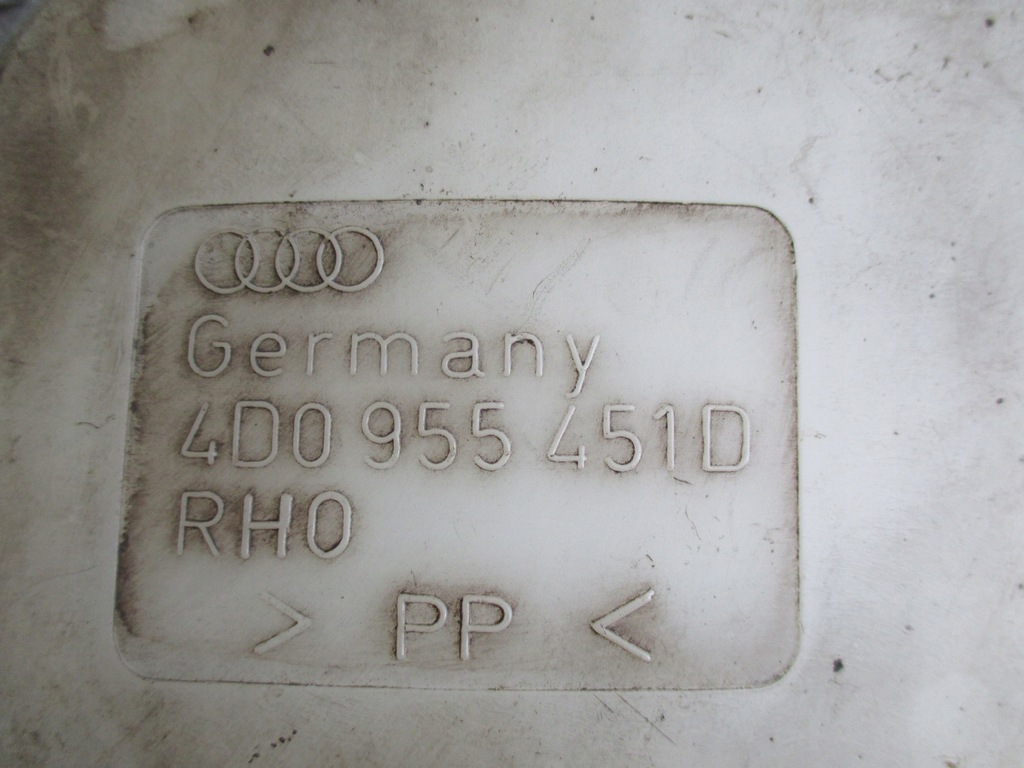 Germany
4D0 955 451D
RHO
> PP <